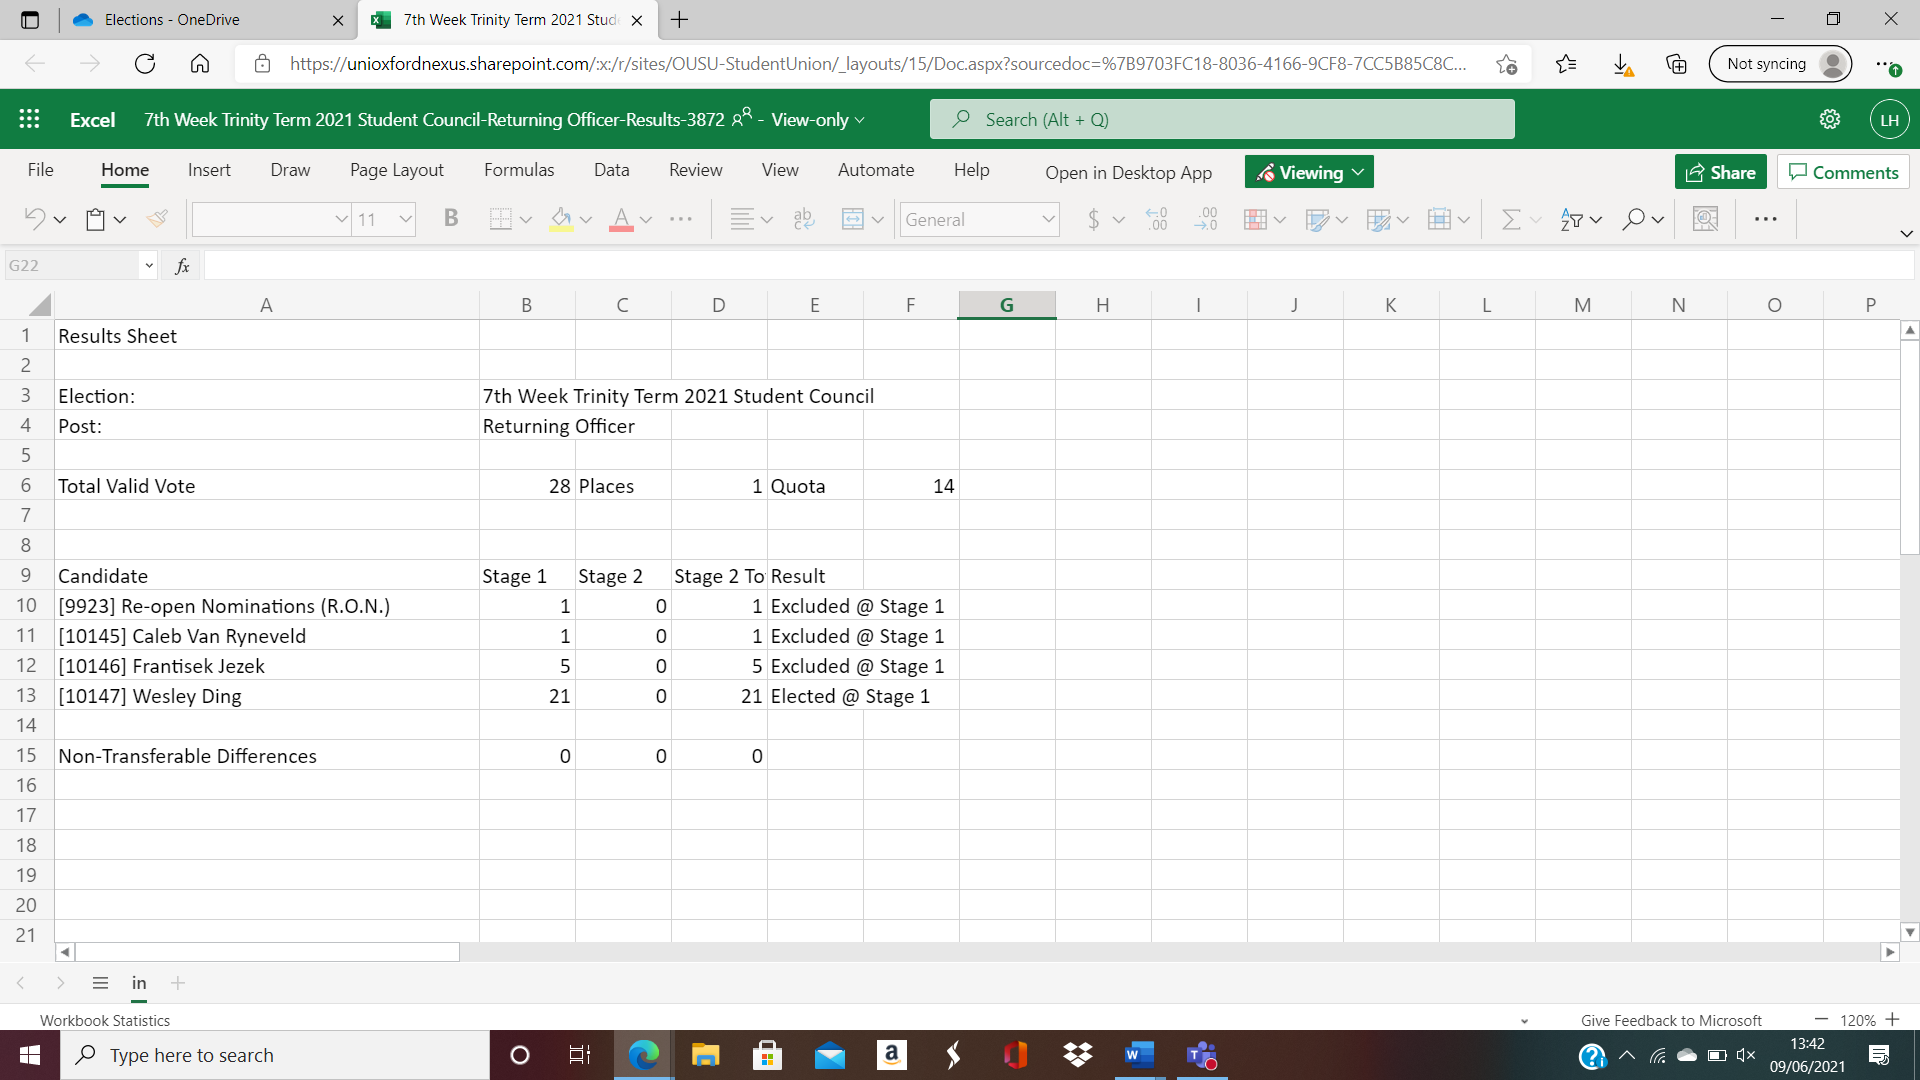 Elections - OneDrive
7th Week Trinity Term 2021 Stud
https://unioxfordnexus.sharepoint.com/:x:/r/sites/OUSU-StudentUnion/_layouts/15/Doc.aspx?sourcedoc=%7B9703FC18-8036-4166-9CF8-7CC5B85C8C...
Not syncing
Excel 7th Week Trinity Term 2021 Student Council-Returning Officer-Results-3872 - View-only
Search (Alt + Q)
LH
File Home Insert Draw Page Layout Formulas Data Review View Automate Help Open in Desktop App Viewing Share Comments
11 B A ab General $ .00 .00
G22 fx
A B C D E F G H I J K L M N O P
1 Results Sheet
2
3 Election: 7th Week Trinity Term 2021 Student Council
4 Post: Returning Officer
5
6 Total Valid Vote 28 Places 1 Quota 14
7
8
9 Candidate Stage 1 Stage 2 Stage 2 To Result
10 [9923] Re-open Nominations (R.O.N.) 1 0 1 Excluded @ Stage 1
11 [10145] Caleb Van Ryneveld 1 0 1 Excluded @ Stage 1
12 [10146] Frantisek Jezek 5 0 5 Excluded @ Stage 1
13 [10147] Wesley Ding 21 0 21 Elected @ Stage 1
14
15 Non-Transferable Differences 0 0 0
16
17
18
19
20
21
in
Workbook Statistics
Give Feedback to Microsoft 120%
Type here to search
13:42
09/06/2021